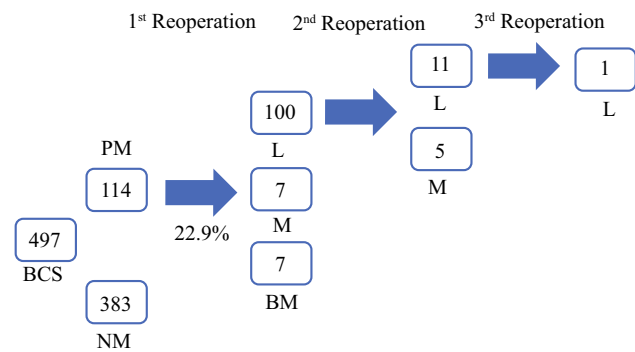 1st Reoperation 2nd Reoperation 3rd Reoperation
11
1
L
L
100
L
5
M
PM
114
7
M
22.9%
497
BCS
7
BM
383
NM